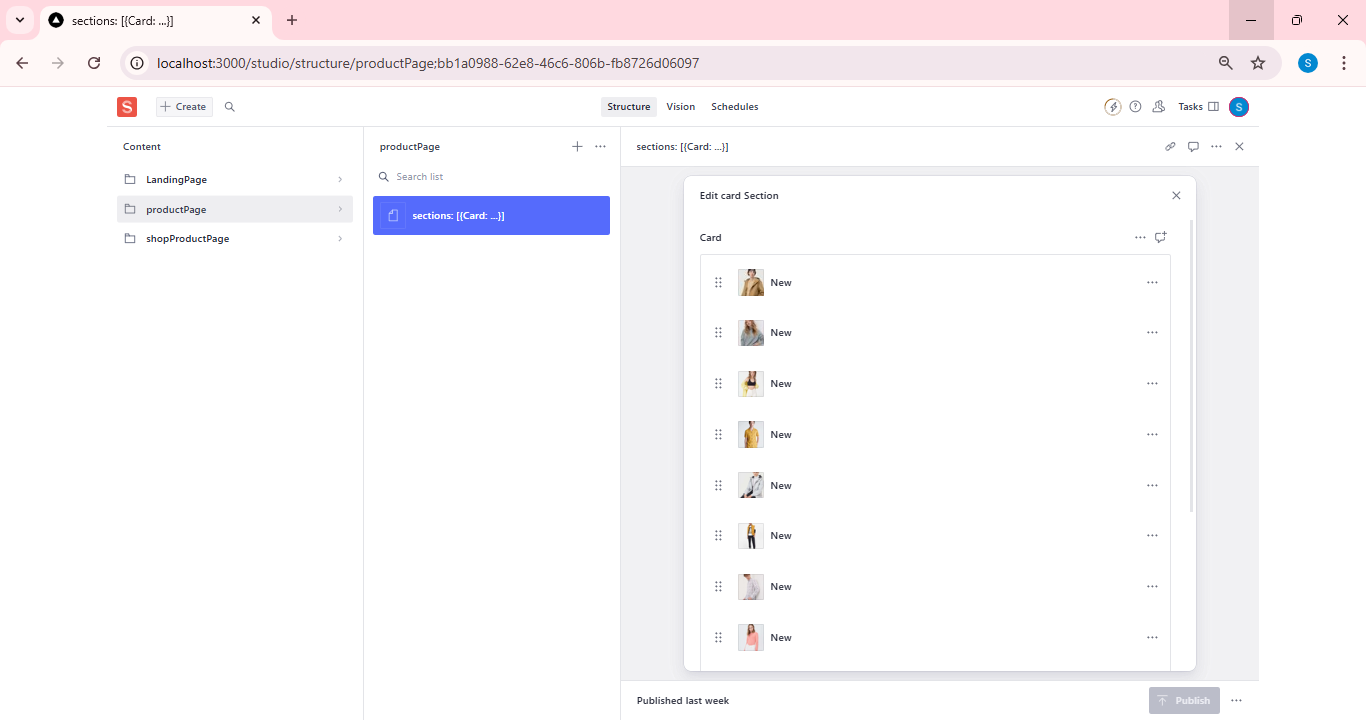 sections: [{Card: ...}]
localhost:3000/studio/structure/productPage;bb1a0988-62e8-46c6-806b-fb8726d06097
S
S
Create
Structure
Vision
Schedules
Tasks
S
Content
LandingPage
productPage
shopProductPage
productPage
Search list
sections: [{Card: ...}]
sections: [{Card: ...}]
Edit card Section
Card
New
New
New
New
New
New
New
New
Published last week
Publish